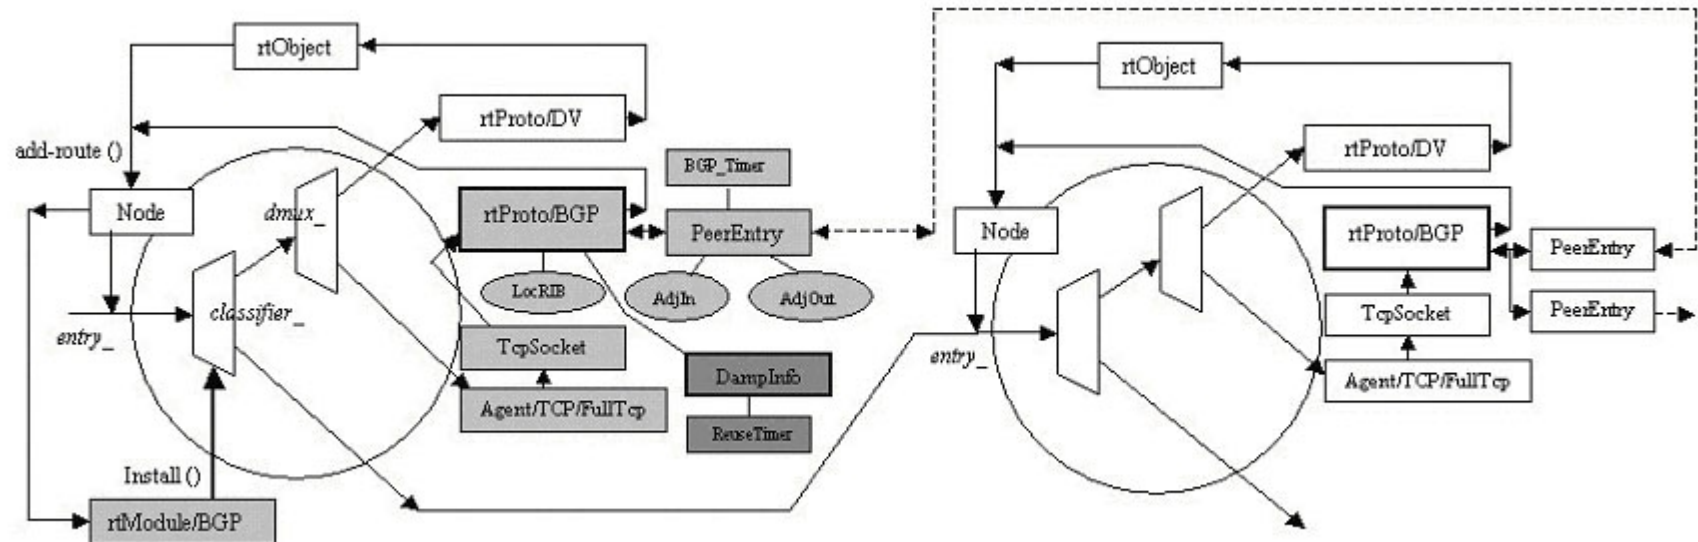 rtObject
rtProto/DV
add-route ()
BGP_Timer
Node
dmux_
rtProto/BGP
PeerEntry
LocRIB
AdjIn
AdjOut
classifier_
entry_
TcpSocket
DampInfo
Agent/TCP/FullTcp
ReuseTimer
Install ()
rtModule/BGP
rtObject
rtProto/DV
Node
rtProto/BGP
PeerEntry
TcpSocket
PeerEntry
entry_
Agent/TCP/FullTcp